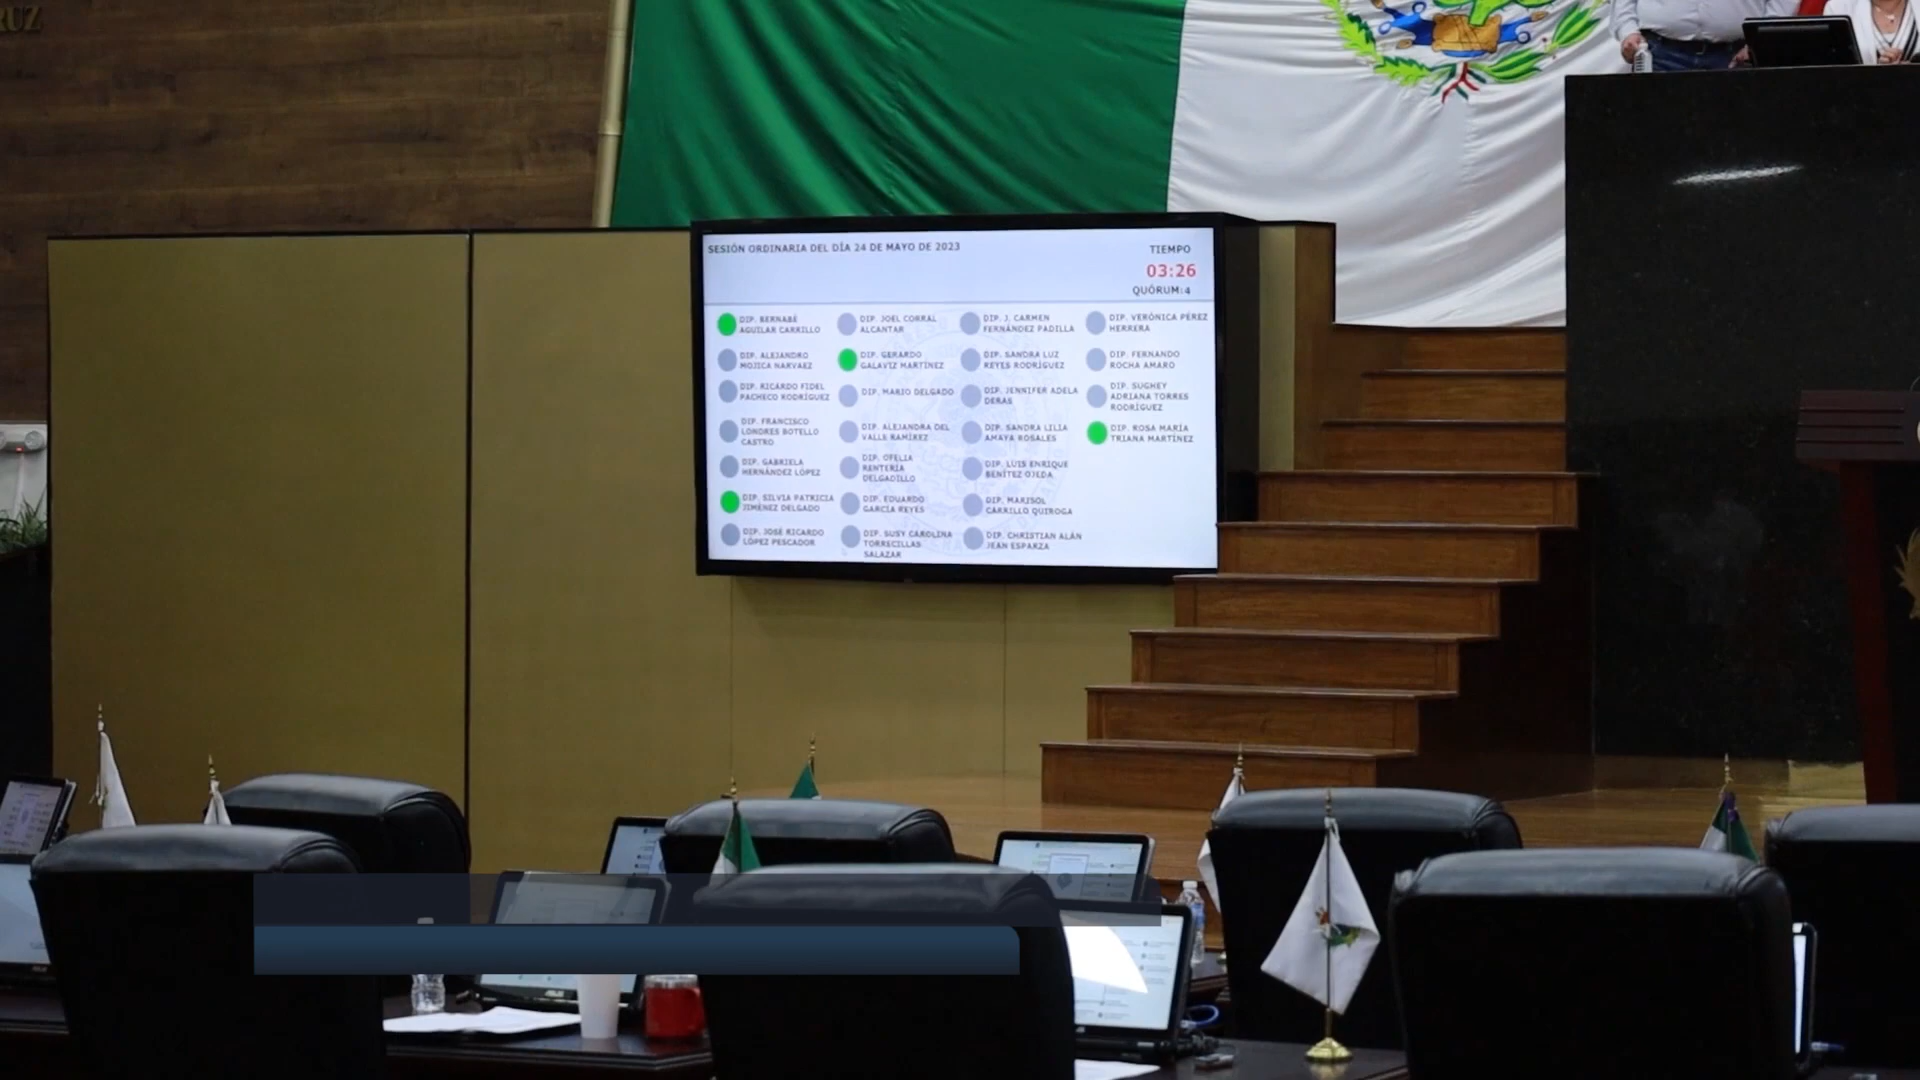 RUZ
SESIÓN ORDINARIA DEL DÍA 24 DE MAYO DE 2023
TIEMPO
03:26
QUÓRUM:4
DIP. BERNABÉ
AGUILAR CARRILLO
DIP. ALEJANDRO
MOJICA NARVAEZ
DIP. RICARDO FIDEL
PACHECO RODRÍGUEZ
DIP. FRANCISCO
LONDRES BOTELLO
CASTRO
DIP. GABRIELA
HERNÁNDEZ LÓPEZ
DIP. SILVIA PATRICIA
JIMÉNEZ DELGADO
DIP. JOSÉ RICARDO
LÓPEZ PESCADOR
DIP. JOEL CORRAL
ALCANTAR
DIP. GERARDO
GALAVIZ MARTÍNEZ
DIP. MARIO DELGADO
DIP. ALEJANDRA DEL
VALLE RAMÍREZ
DIP. OFELIA
RENTERÍA
DELGADILLO
DIP. EDUARDO
GARCÍA REYES
DIP. SUSY CAROLINA
TORRECILLAS
SALAZAR
DIP. J. CARMEN
FERNÁNDEZ PADILLA
DIP. SANDRA LUZ
REYES RODRÍGUEZ
DIP. JENNIFER ADELA
DERAS
DIP. SANDRA LILIA
AMAYA ROSALES
DIP. LUIS ENRIQUE
BENÍTEZ OJEDA
DIP. MARISOL
CARRILLO QUIROGA
DIP. CHRISTIAN ALÁN
JEAN ESPARZA
DIP. VERÓNICA PÉREZ
HERRERA
DIP. FERNANDO
ROCHA AMARO
DIP. SUGHEY
ADRIANA TORRES
RODRÍGUEZ
DIP. ROSA MARÍA
TRIANA MARTÍNEZ